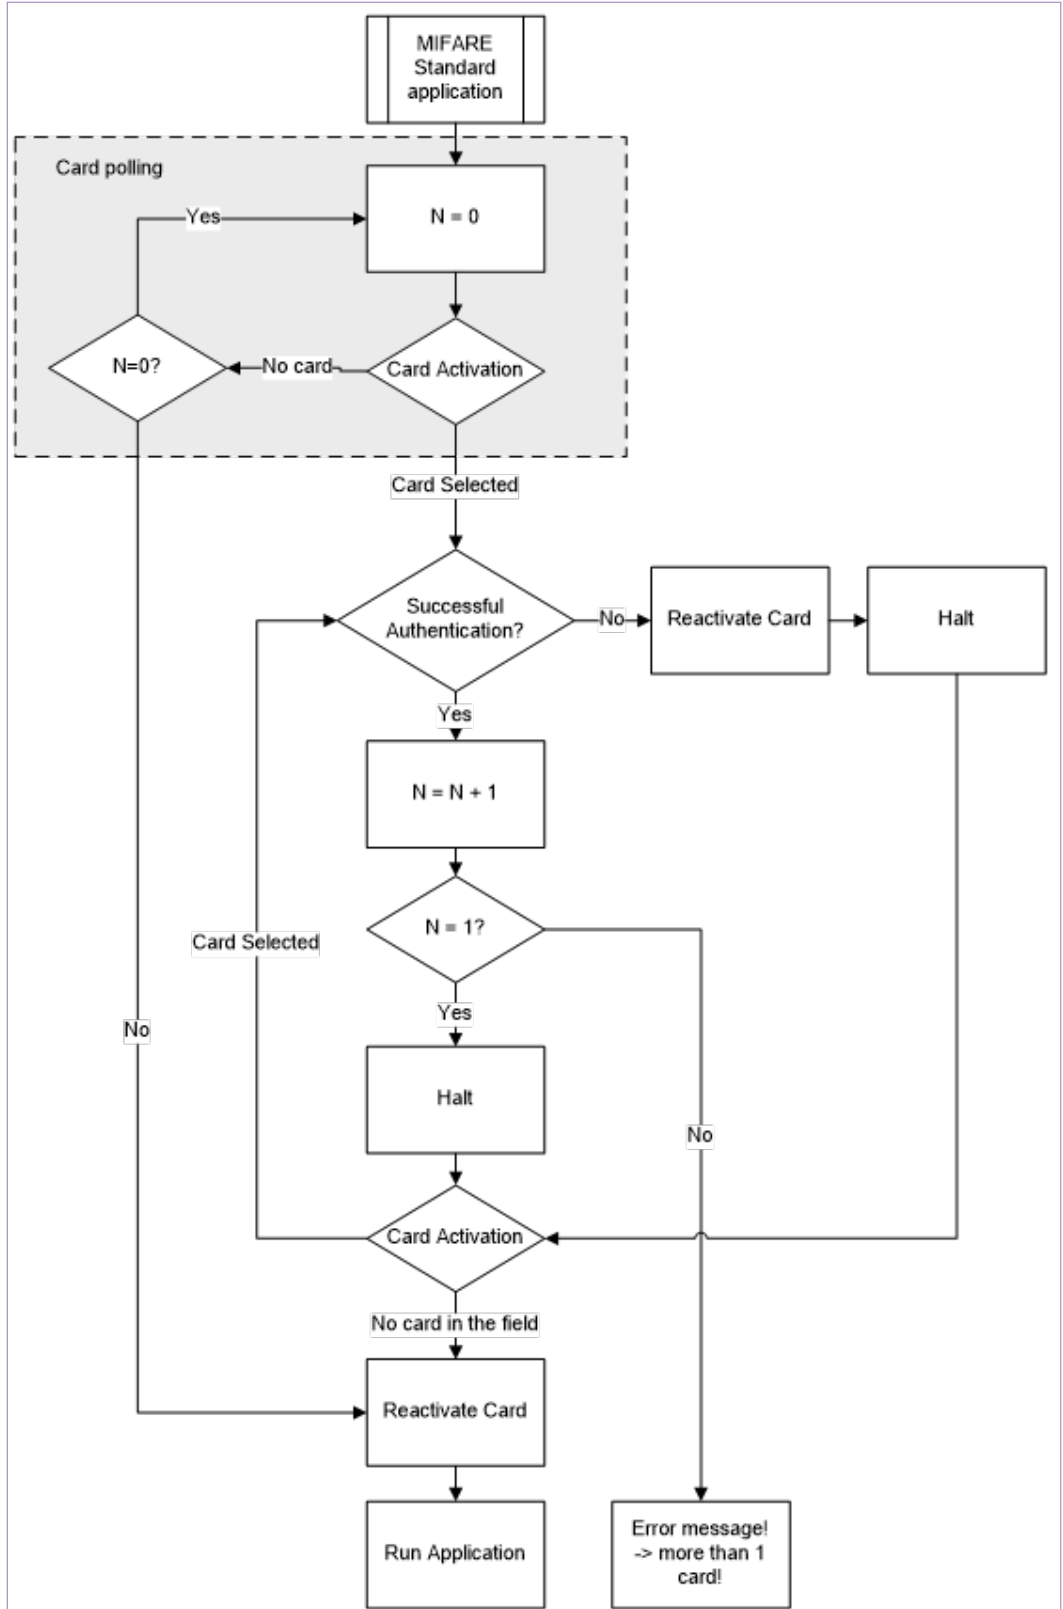 MIFARE
Standard
application
Card polling
Yes
N = 0
N=0?
No card
Card Activation
Card Selected
Successful
Authentication?
No
Reactivate Card
Halt
Yes
N = N + 1
N = 1?
Card Selected
Yes
No
Halt
No
Card Activation
No card in the field
Reactivate Card
Run Application
Error message!
-> more than 1
card!